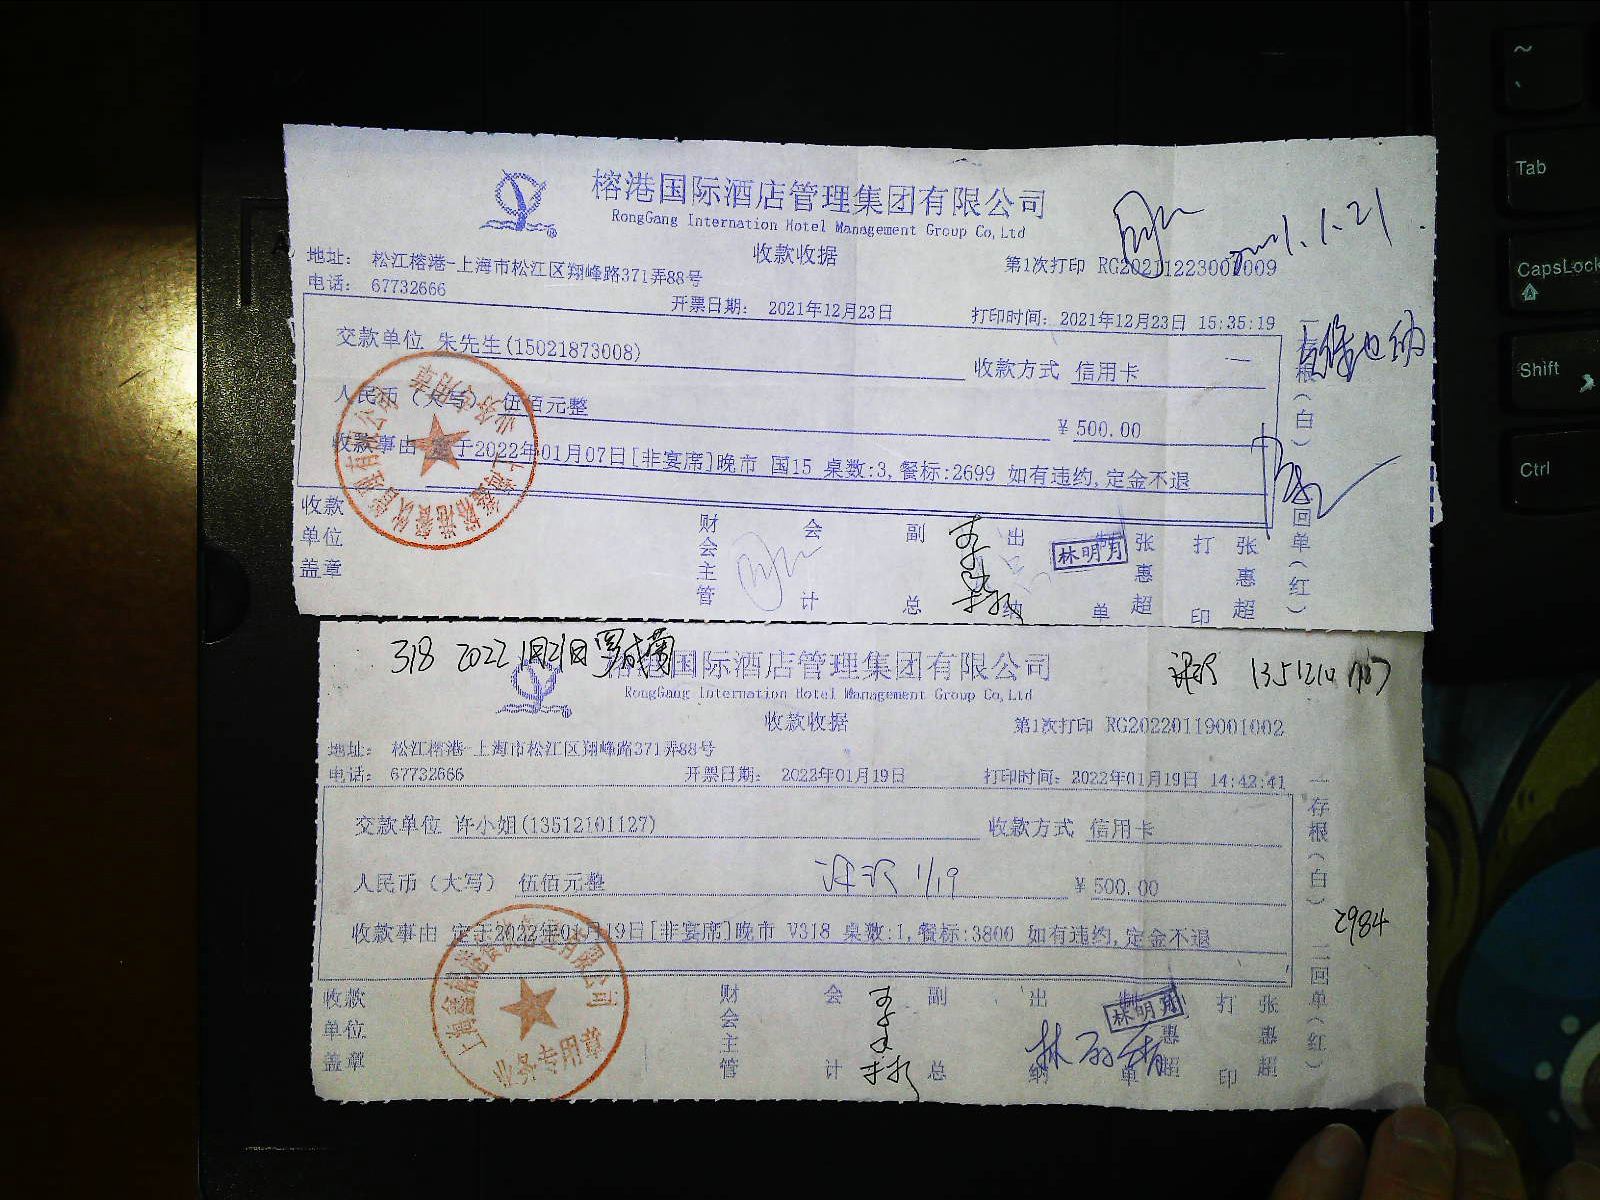 榕港国际酒店管理集团有限公司
RongGang Internation Hotel Management Group Co,Ltd
收款收据
地址： 松江榕港-上海市松江区翔峰路371弄88号
第1次打印
电话： 67732666
开票日期： 2021年12月23日
打印时间：2021年12月23日 15:35:19
交款单位 朱先生(15021873008)
收款方式 信用卡
人民币（大写） 伍佰元整
￥500.00
收款事由 定于2022年01月07日[非宴席]晚市 国15 桌数:3,餐标:2699 如有违约,定金不退
一存根（白） 二回单（红）
收款单位盖章
财会主管
会计
副总
出纳
林明月
制单
张惠超
打印
张惠超
业务专用章
318 2022 1月21日
榕港国际酒店管理集团有限公司
RongGang Internation Hotel Management Group Co,Ltd
收款收据
第1次打印 RG20220119001002
地址： 松江榕港-上海市松江区翔峰路371弄88号
电话： 67732666
开票日期： 2022年01月19日
打印时间：2022年01月19日 14:42:41
交款单位 许小姐(13512101127)
收款方式 信用卡
人民币（大写） 伍佰元整
1/19
￥500.00
收款事由 定于2022年01月19日[非宴席]晚市 V318 桌数:1,餐标:3800 如有违约,定金不退
2984
一存根（白） 二回单（红）
收款单位盖章
财会主管
会计
副总
出纳
林明月
制单
张惠超
打印
张惠超
业务专用章
~
`
Tab
CapsLock
Shift
Ctrl